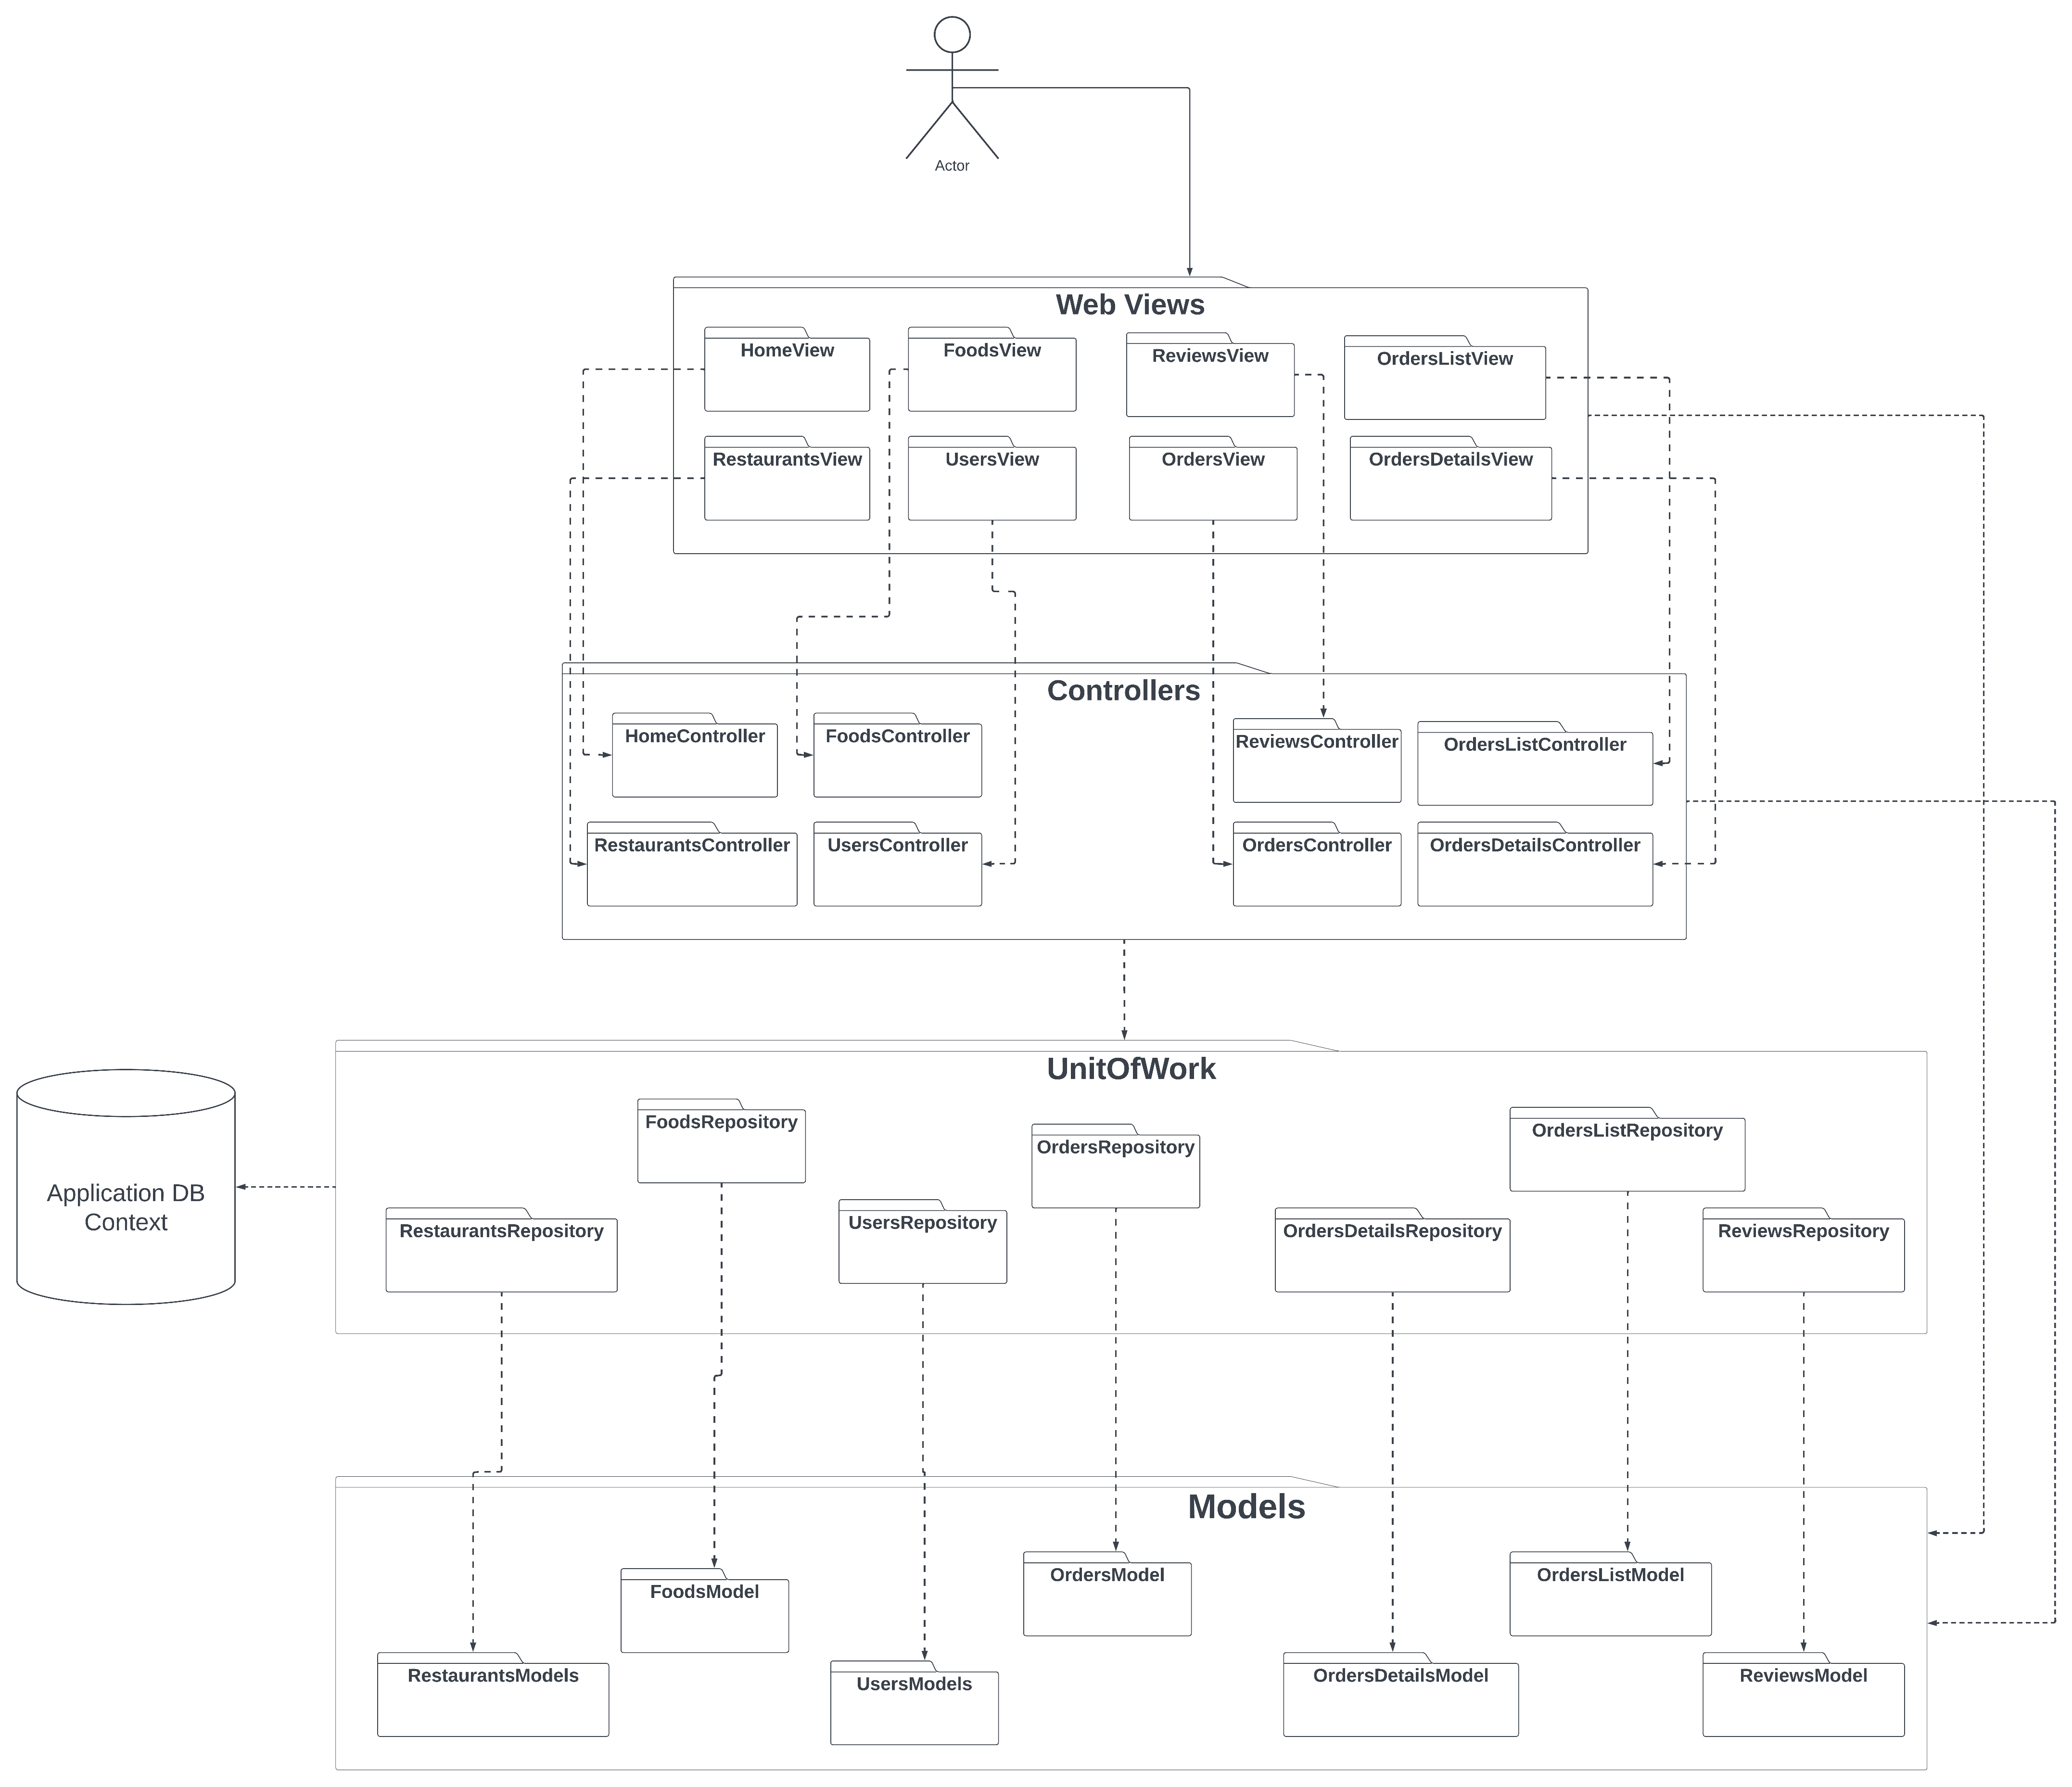 Actor
Web Views
HomeView
FoodsView
ReviewsView
OrdersListView
RestaurantsView
UsersView
OrdersView
OrdersDetailsView
Controllers
HomeController
FoodsController
ReviewsController
OrdersListController
RestaurantsController
UsersController
OrdersController
OrdersDetailsController
UnitOfWork
FoodsRepository
OrdersRepository
OrdersListRepository
RestaurantsRepository
UsersRepository
OrdersDetailsRepository
ReviewsRepository
Application DB
Context
Models
FoodsModel
OrdersModel
OrdersListModel
RestaurantsModels
UsersModels
OrdersDetailsModel
ReviewsModel